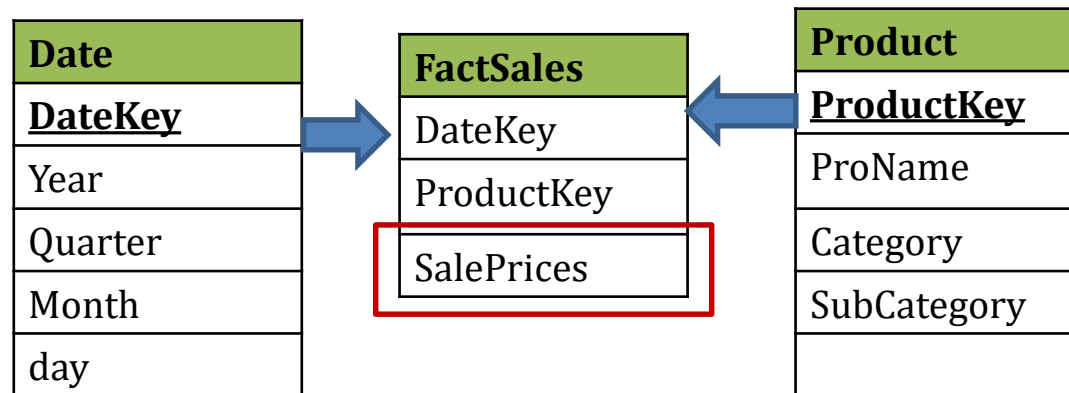 Date
DateKey
Year
Quarter
Month
day
FactSales
DateKey
ProductKey
SalePrices
Product
ProductKey
ProName
Category
SubCategory